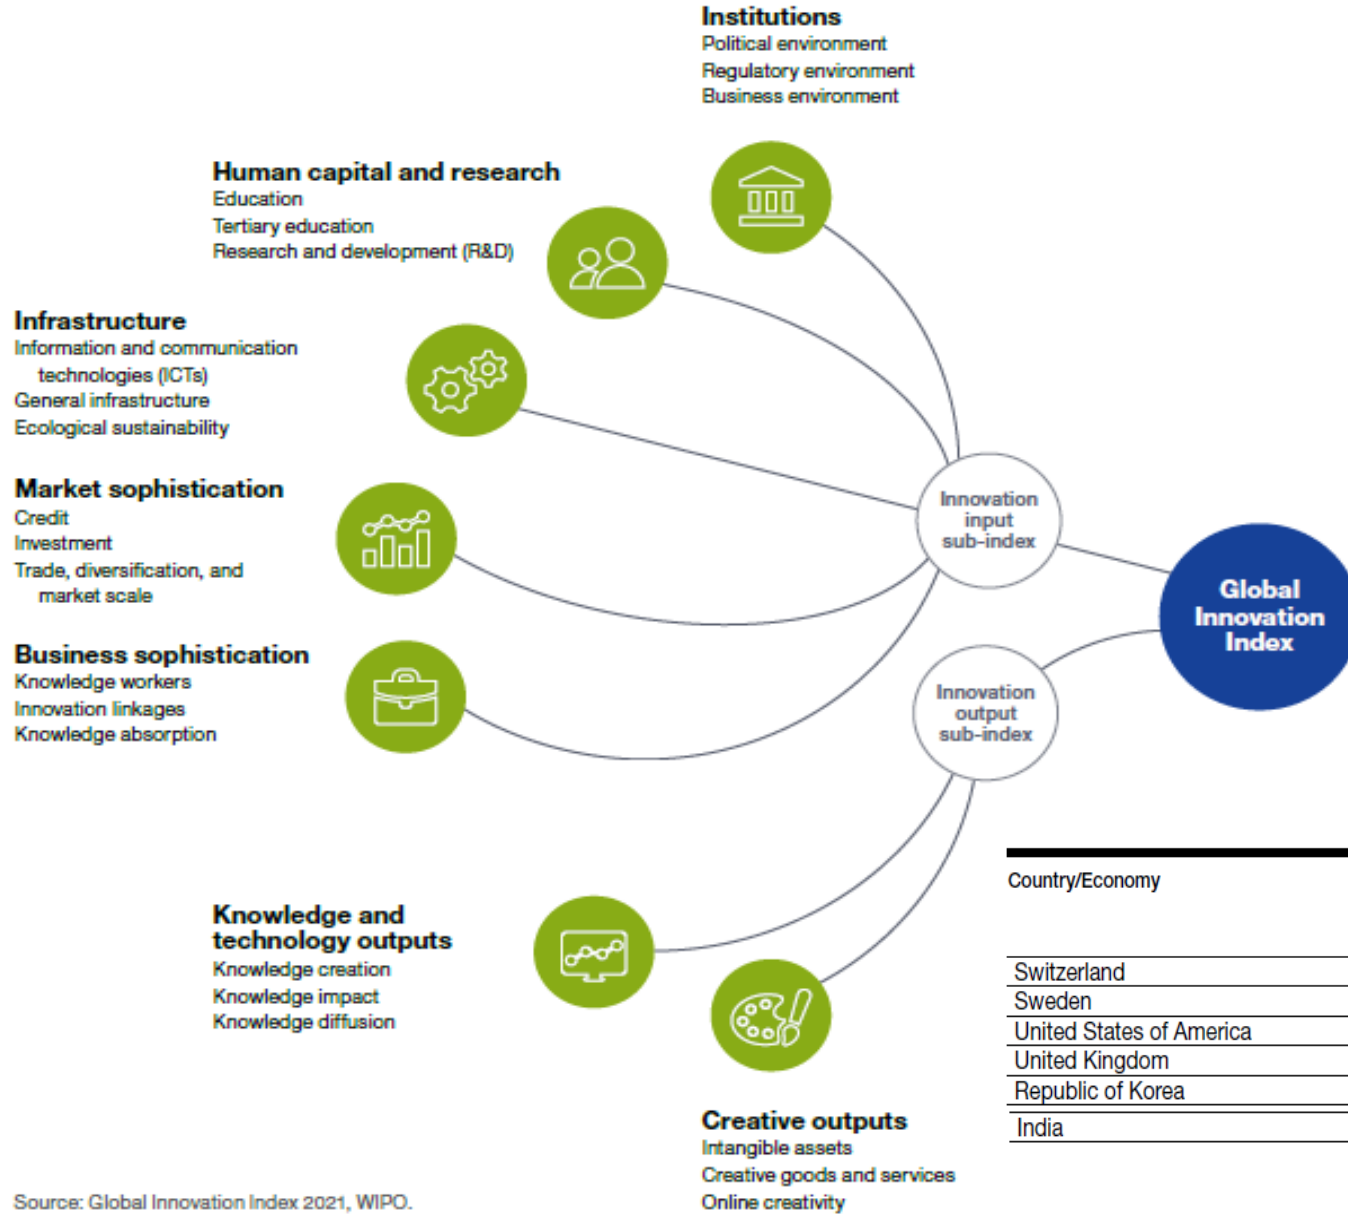 Institutions
Political environment
Regulatory environment
Business environment
Human capital and research
Education
Tertiary education
Research and development (R&D)
Infrastructure
Information and communication
technologies (ICTs)
General infrastructure
Ecological sustainability
Market sophistication
Credit
Investment
Trade, diversification, and
market scale
Business sophistication
Knowledge workers
Innovation linkages
Knowledge absorption
Innovation
input
sub-index
Global
Innovation
Index
Innovation
output
sub-index
Knowledge and
technology outputs
Knowledge creation
Knowledge impact
Knowledge diffusion
Creative outputs
Intangible assets
Creative goods and services
Online creativity
Country/Economy
Switzerland
Sweden
United States of America
United Kingdom
Republic of Korea
India
Source: Global Innovation Index 2021, WIPO.